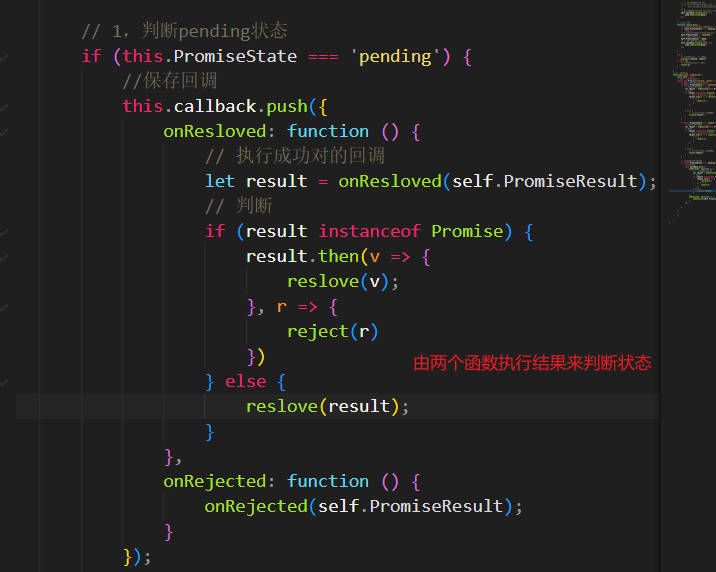 // 1. 判断pending状态
if (this.PromiseState === 'pending') {
//保存回调
this.callback.push({
onResloved: function () {
// 执行成功对的回调
let result = onResloved(self.PromiseResult);
// 判断
if (result instanceof Promise) {
result.then(v => {
reslove(v);
}, r => {
reject(r)
})
由两个函数执行结果来判断状态
} else {
reslove(result);
}
},
onRejected: function () {
onRejected(self.PromiseResult);
}
});